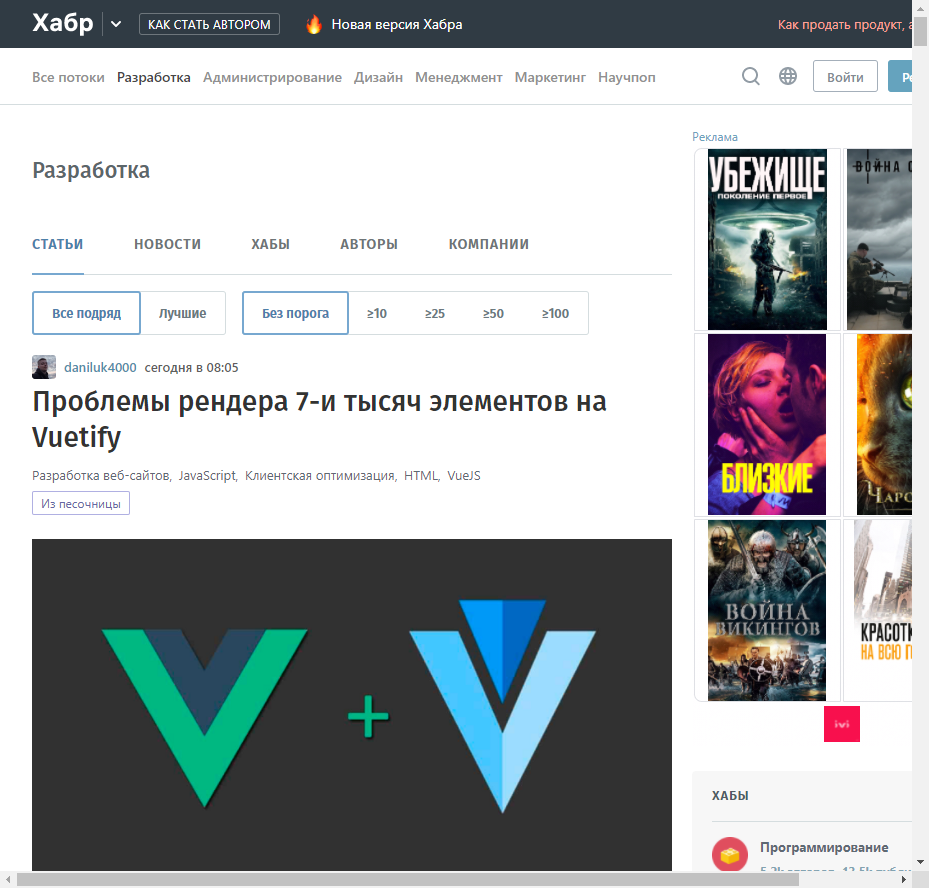 Хабр
КАК СТАТЬ АВТОРОМ
Новая версия Хабра
Как продать продукт,
Все потоки Разработка Администрирование Дизайн Менеджмент Маркетинг Научпоп
Войти
Реклама
Разработка
СТАТЬИ НОВОСТИ ХАБЫ АВТОРЫ КОМПАНИИ
Все подряд Лучшие Без порога ≥10 ≥25 ≥50 ≥100
daniluk4000 сегодня в 08:05
Проблемы рендера 7-и тысяч элементов на
Vuetify
Разработка веб-сайтов, JavaScript, Клиентская оптимизация, HTML, VueJS
Из песочницы
УБЕЖИЩЕ
ПОКОЛЕНИЕ ПЕРВОЕ
ВОЙНА
БЛИЗКИЕ
ВОЙНА
ВИКИНГОВ
НА ВСЮ
ivi
ХАБЫ
Программирование